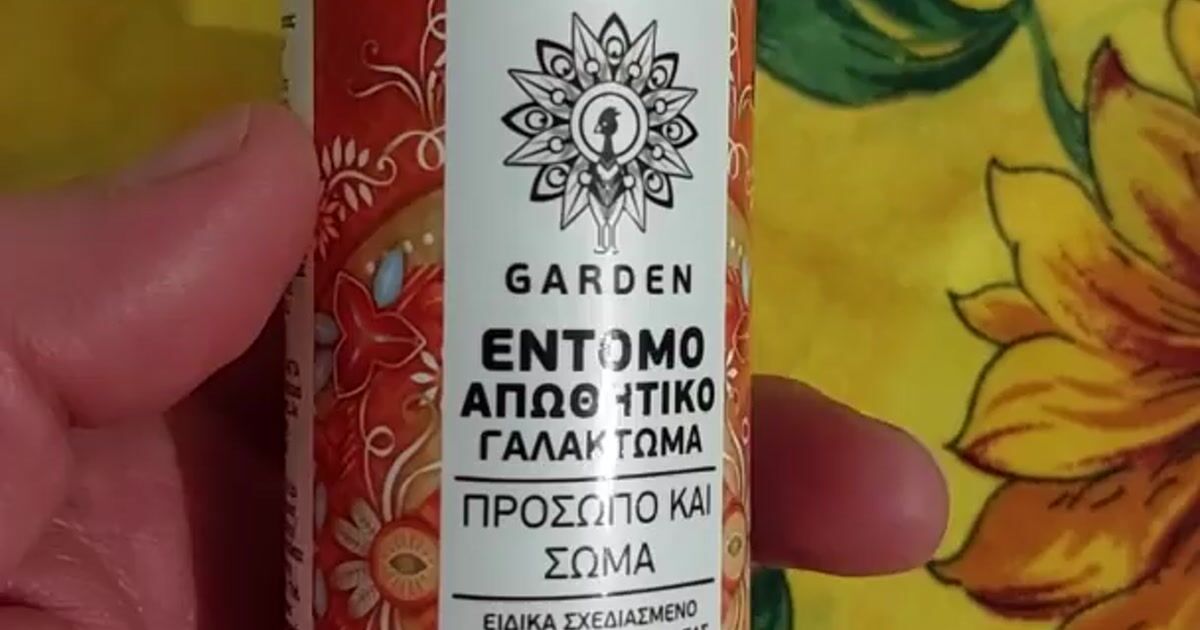 GARDEN
ΕΝΤΟΜΟ
ΑΠΩΘΗΤΙΚΟ
ΓΑΛΑΚΤΩΜΑ
ΠΡΟΣΩΠΟ ΚΑΙ
ΣΩΜΑ
ΕΙΔΙΚΑ ΣΧΕΔΙΑΣΜΕΝΟ